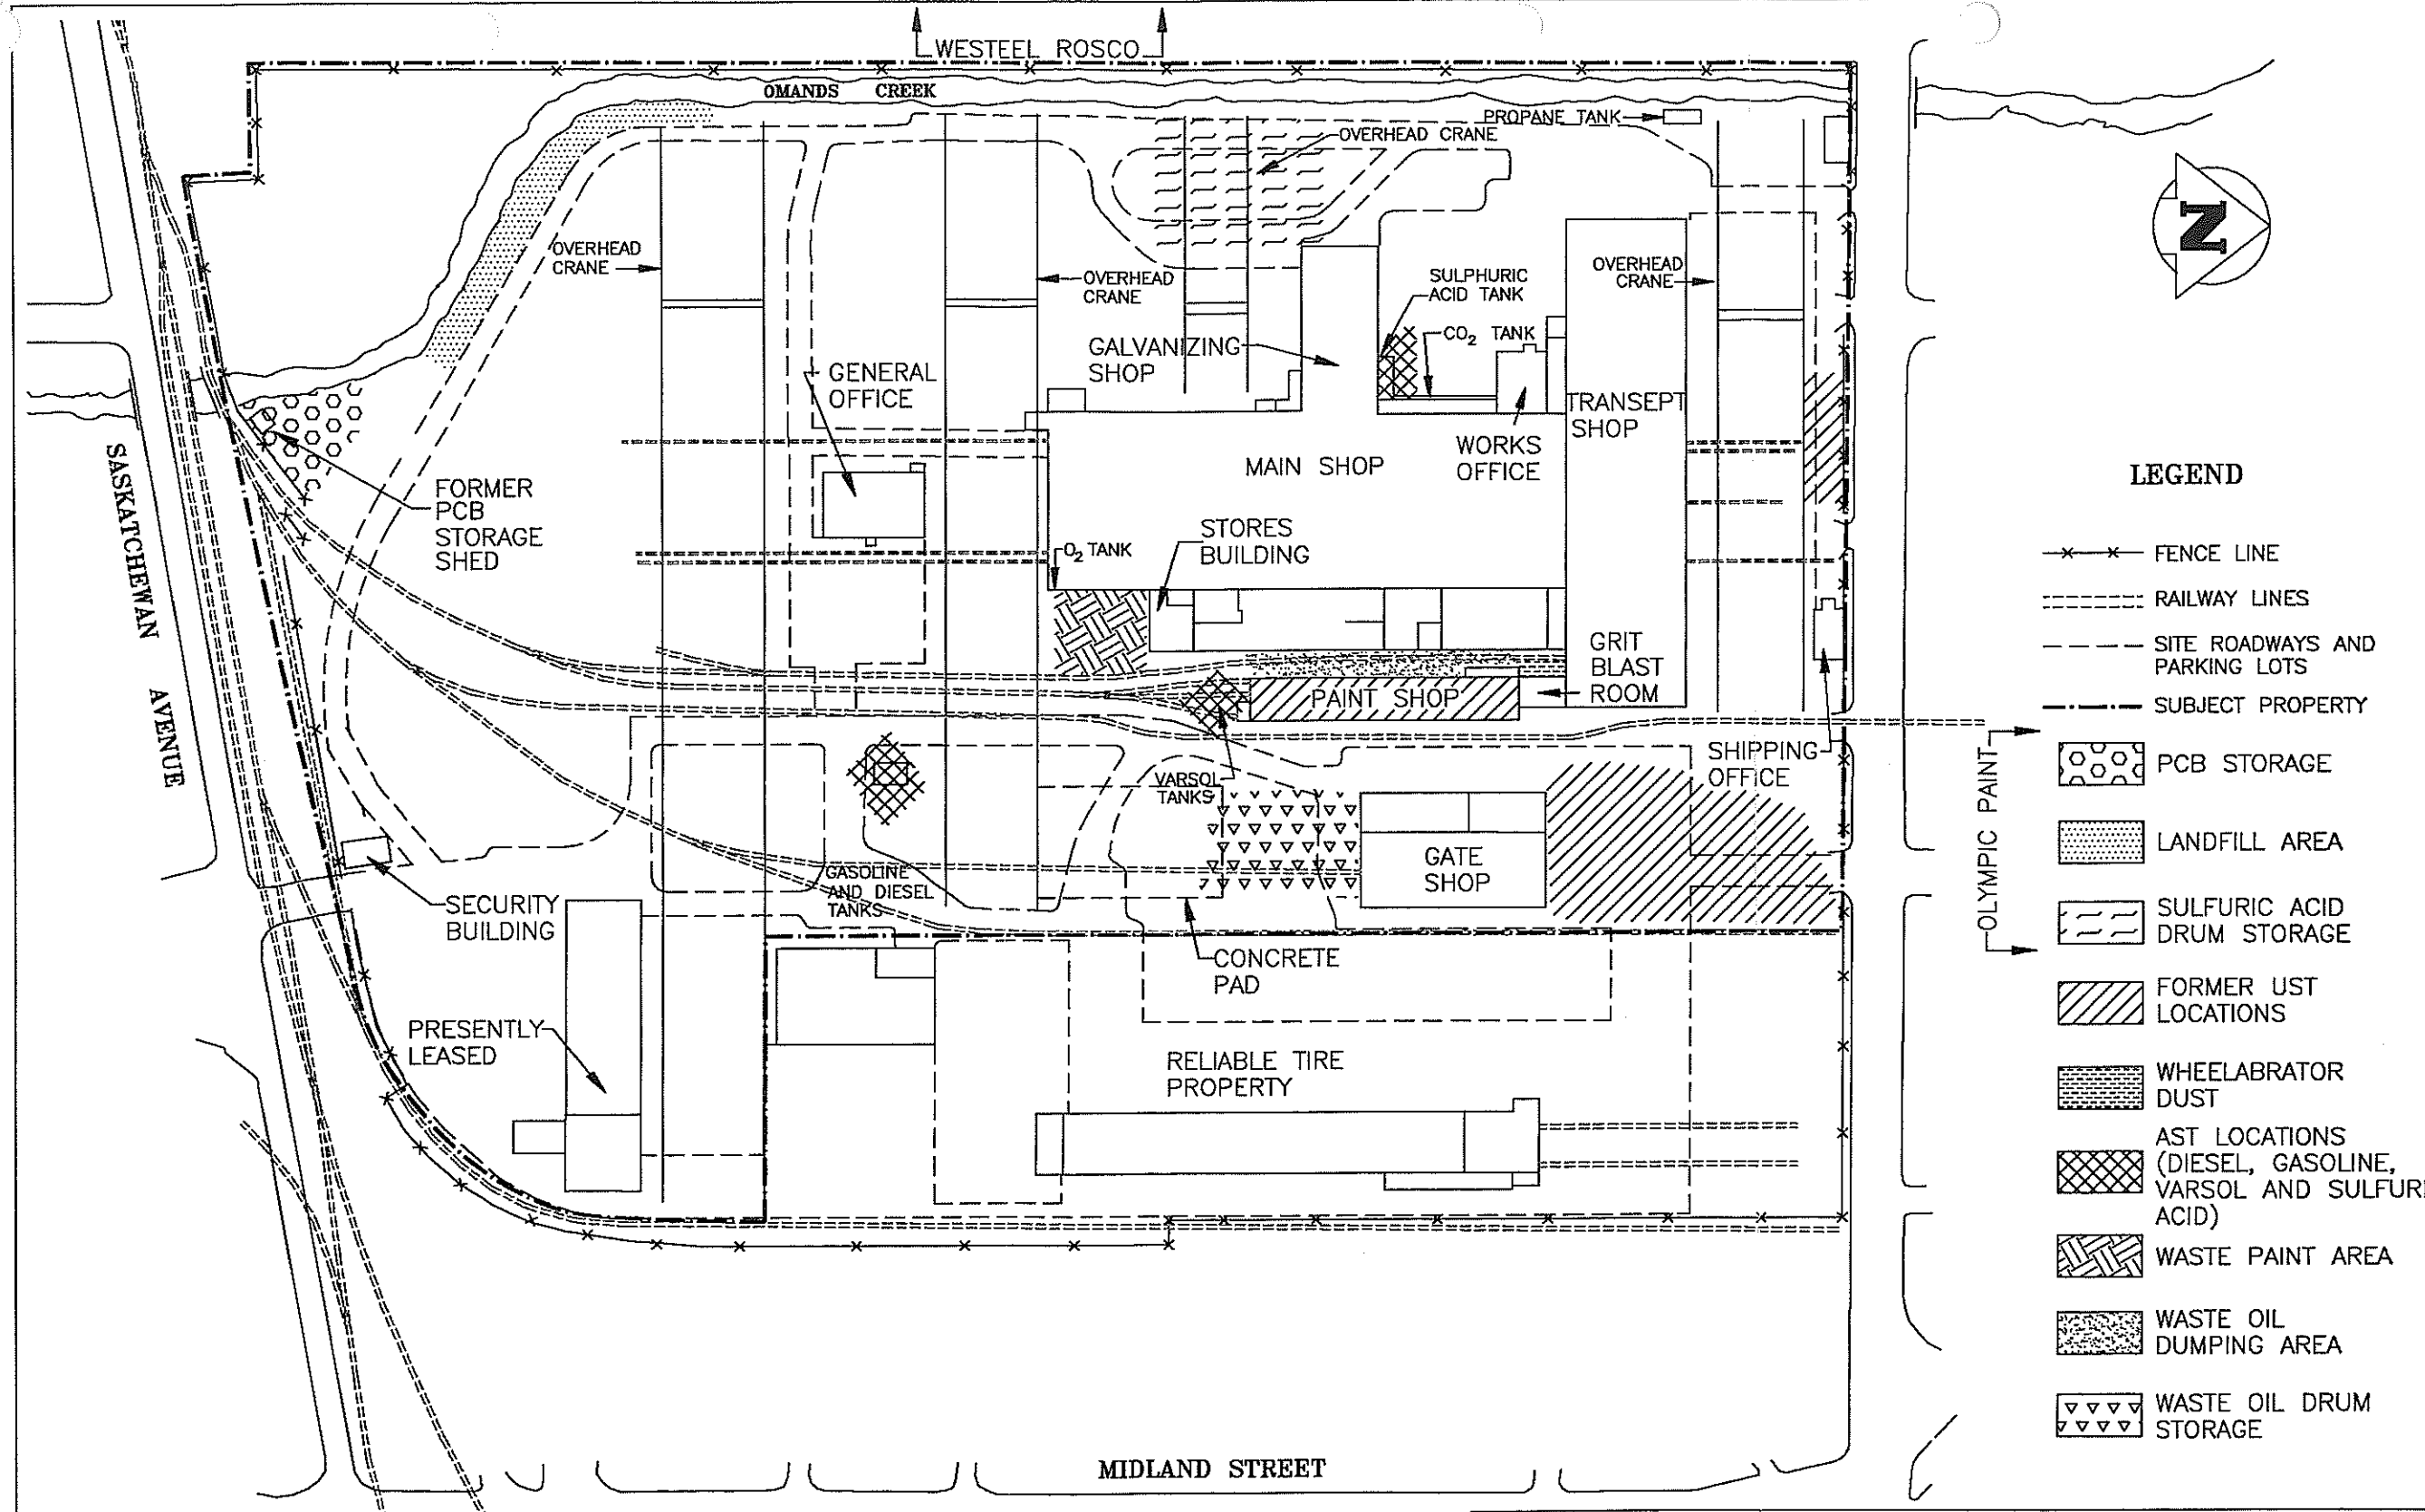 WESTEEL ROSCO
OMANDS CREEK
PROPANE TANK
OVERHEAD CRANE
OVERHEAD
CRANE
OVERHEAD
CRANE
SULPHURIC
ACID TANK
OVERHEAD
CRANE
CO₂ TANK
GALVANIZING
SHOP
GENERAL
OFFICE
TRANSEPT
SHOP
WORKS
OFFICE
MAIN SHOP
N
SASKATCHEWAN AVENUE
FORMER
PCB
STORAGE
SHED
STORES
BUILDING
O₂ TANK
GRIT
BLAST
ROOM
PAINT SHOP
SHIPPING
OFFICE
VARSOL
TANKS
GATE
SHOP
GASOLINE
AND DIESEL
TANKS
SECURITY
BUILDING
CONCRETE
PAD
PRESENTLY
LEASED
RELIABLE TIRE
PROPERTY
OLYMPIC PAINT
MIDLAND STREET
LEGEND
FENCE LINE
RAILWAY LINES
SITE ROADWAYS AND
PARKING LOTS
SUBJECT PROPERTY
PCB STORAGE
LANDFILL AREA
SULFURIC ACID
DRUM STORAGE
FORMER UST
LOCATIONS
WHEELABRATOR
DUST
AST LOCATIONS
(DIESEL, GASOLINE,
VARSOL AND SULFURI
ACID)
WASTE PAINT AREA
WASTE OIL
DUMPING AREA
WASTE OIL DRUM
STORAGE